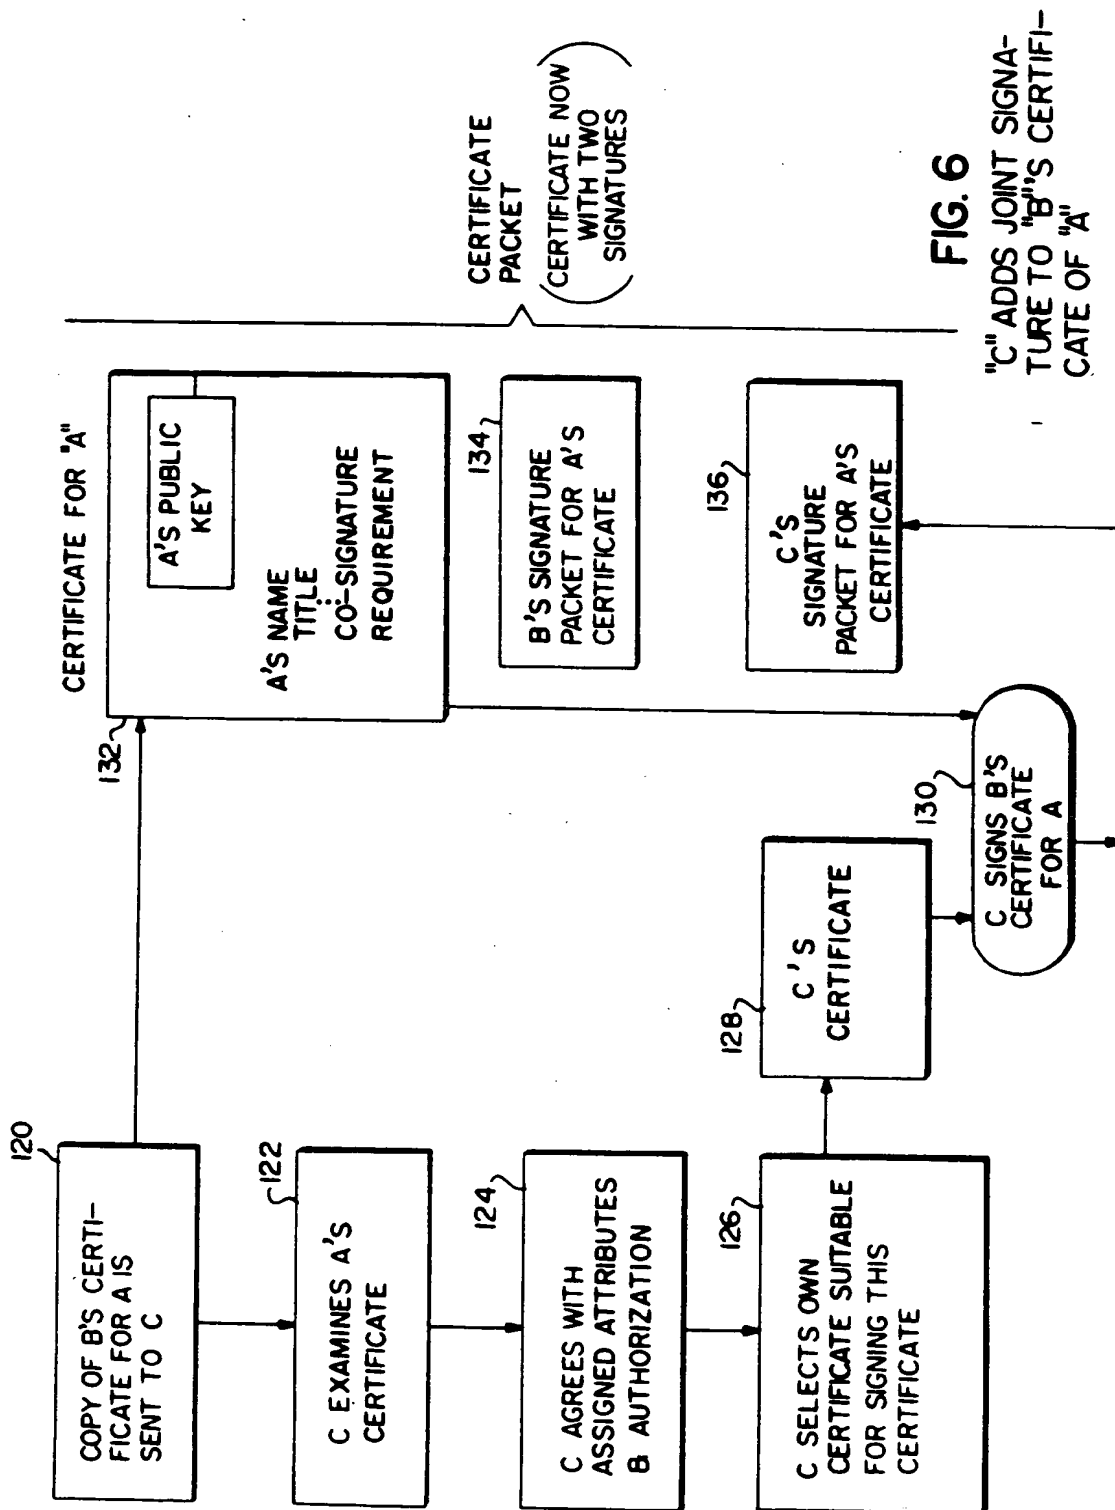 120
COPY OF B'S CERTI-
FICATE FOR A IS
SENT TO C
122
C EXAMINES A'S
CERTIFICATE
124
C AGREES WITH
ASSIGNED ATTRIBUTES
& AUTHORIZATION
126
C SELECTS OWN
CERTIFICATE SUITABLE
FOR SIGNING THIS
CERTIFICATE
128
C'S
CERTIFICATE
130
C SIGNS B'S
CERTIFICATE
FOR A
CERTIFICATE FOR "A"
132
A'S PUBLIC
KEY
A'S NAME
TITLE
CO-SIGNATURE
REQUIREMENT
134
B'S SIGNATURE
PACKET FOR A'S
CERTIFICATE
136
C'S
SIGNATURE
PACKET FOR A'S
CERTIFICATE
CERTIFICATE
PACKET
(CERTIFICATE NOW
WITH TWO
SIGNATURES)
FIG. 6
"C" ADDS JOINT SIGNA-
TURE TO "B"'S CERTIFI-
CATE OF "A"